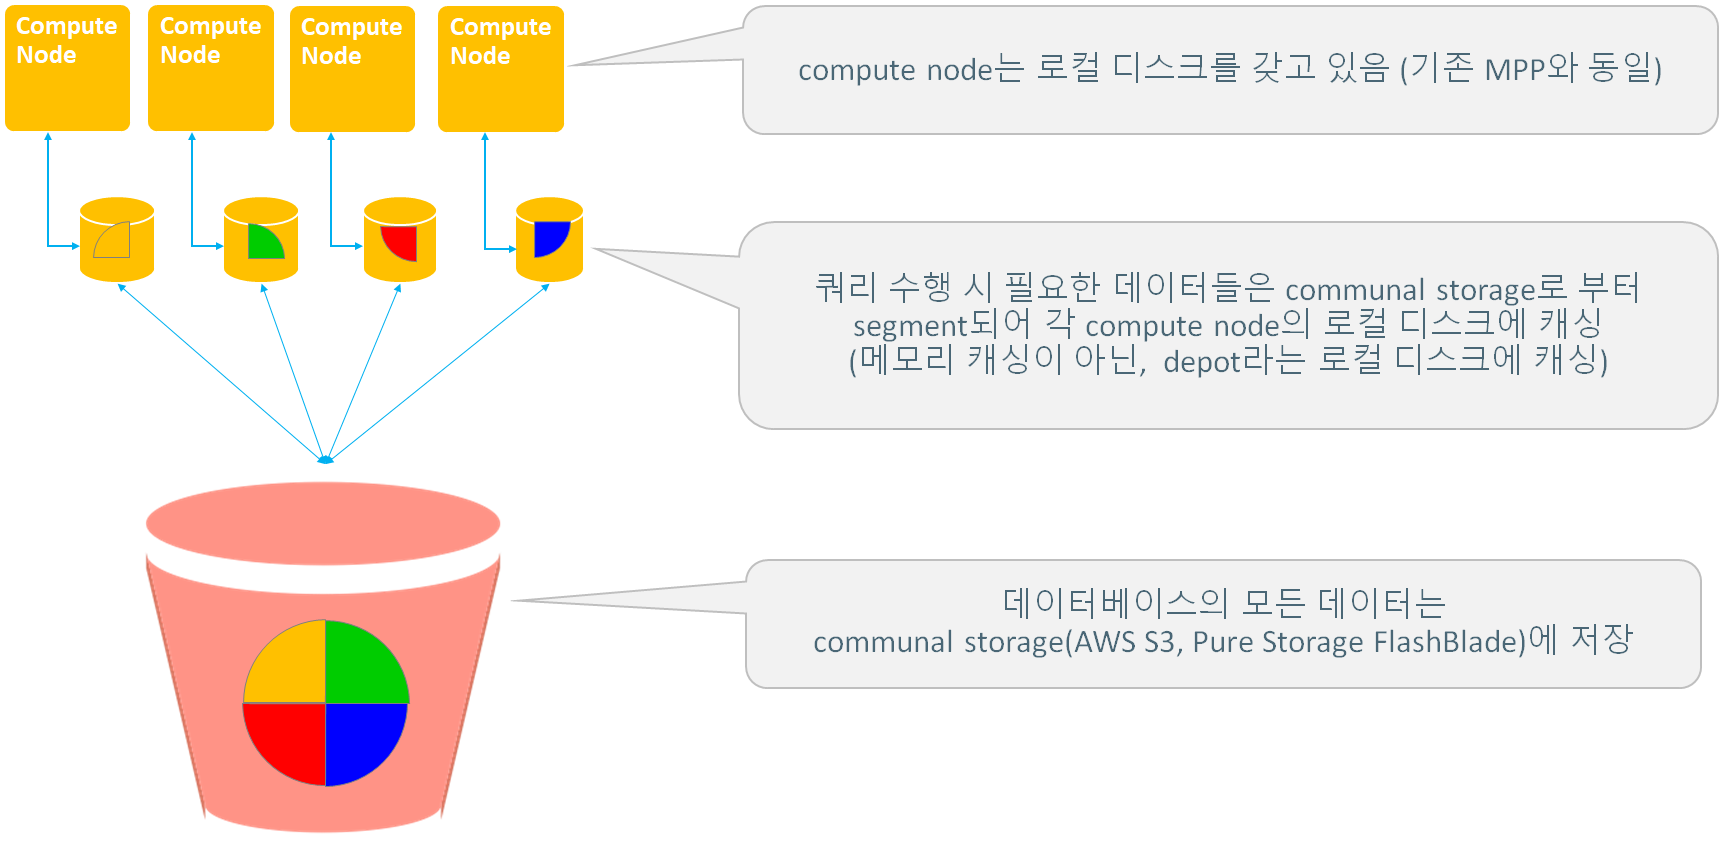 Compute
Node
Compute
Node
Compute
Node
Compute
Node
compute node는 로컬 디스크를 갖고 있음 (기존 MPP와 동일)
쿼리 수행 시 필요한 데이터들은 communal storage로 부터
segment되어 각 compute node의 로컬 디스크에 캐싱
(메모리 캐싱이 아닌, depot라는 로컬 디스크에 캐싱)
데이터베이스의 모든 데이터는
communal storage(AWS S3, Pure Storage FlashBlade)에 저장